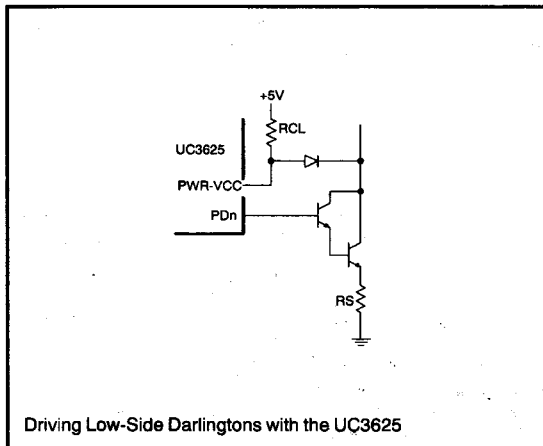 +5V
RCL
UC3625
PWR-VCC
PDn
RS
Driving Low-Side Darlingtons with the UC3625